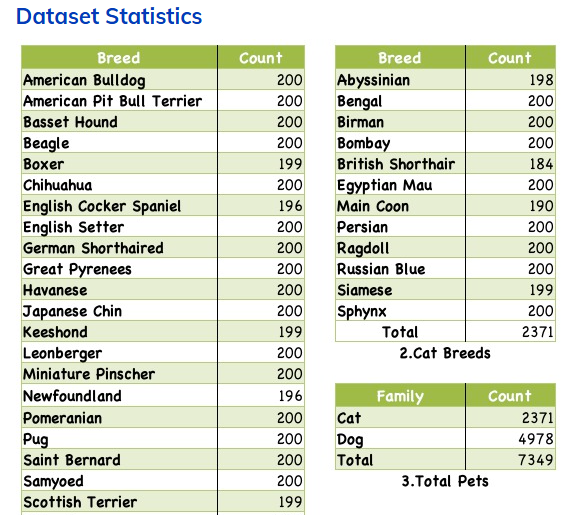 Dataset Statistics
Breed Count
American Bulldog 200
American Pit Bull Terrier 200
Basset Hound 200
Beagle 200
Boxer 199
Chihuahua 200
English Cocker Spaniel 196
English Setter 200
German Shorthaired 200
Great Pyrenees 200
Havanese 200
Japanese Chin 200
Keeshond 199
Leonberger 200
Miniature Pinscher 200
Newfoundland 196
Pomeranian 200
Pug 200
Saint Bernard 200
Samyoed 200
Scottish Terrier 199
Breed Count
Abyssinian 198
Bengal 200
Birman 200
Bombay 200
British Shorthair 184
Egyptian Mau 200
Main Coon 190
Persian 200
Ragdoll 200
Russian Blue 200
Siamese 199
Sphynx 200
Total 2371
2.Cat Breeds
Family Count
Cat 2371
Dog 4978
Total 7349
3.Total Pets